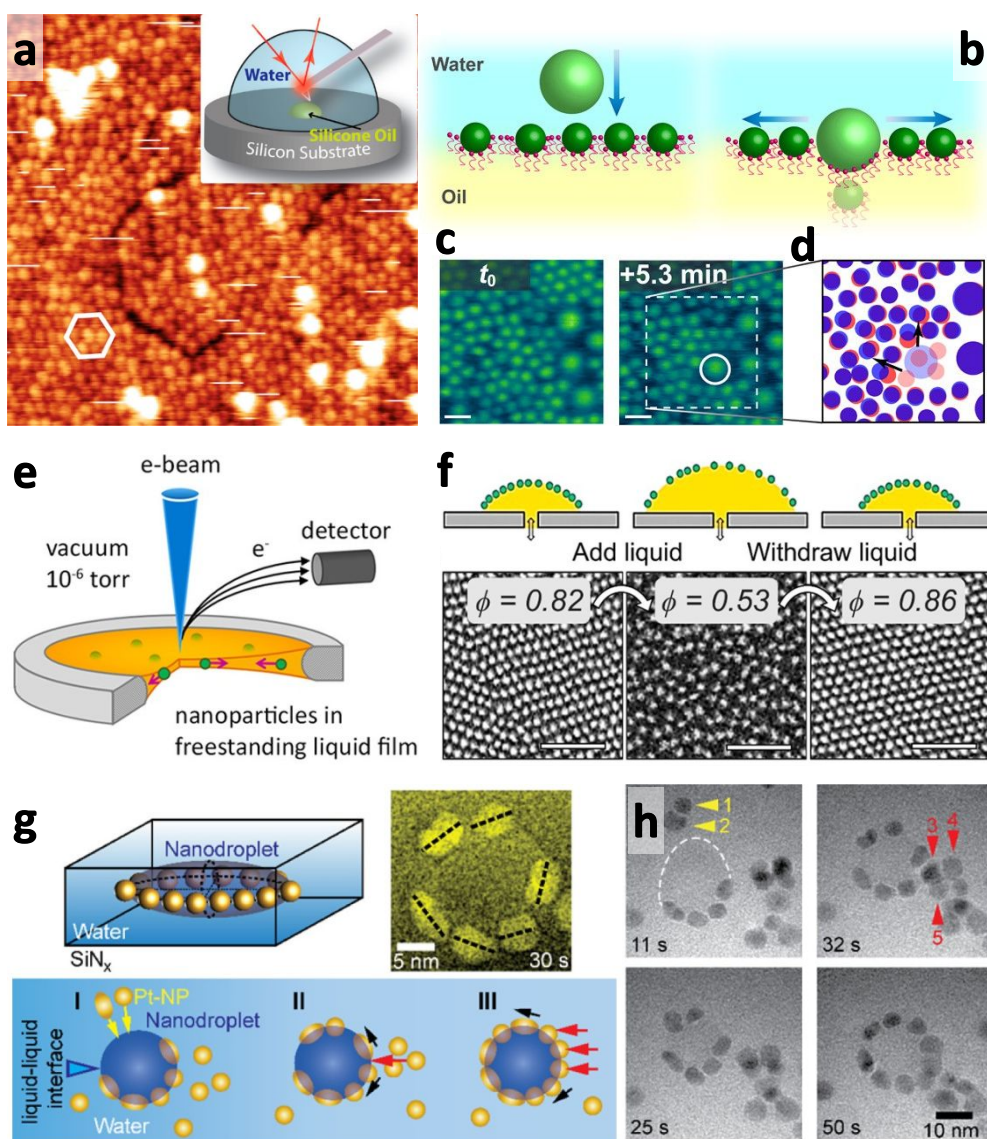 a
Water
Silicone Oil
Silicon Substrate
b
Water
Oil
c
t0
+5.3 min
d
e
e-beam
vacuum
10-6 torr
e-
detector
nanoparticles in
freestanding liquid film
f
Add liquid
Withdraw liquid
ϕ = 0.82
ϕ = 0.53
ϕ = 0.86
g
Nanodroplet
Water
SiNx
5 nm
30 s
I
Pt-NP
Nanodroplet
liquid-liquid
interface
Water
II
III
h
1
2
11 s
3
4
5
32 s
25 s
50 s
10 nm